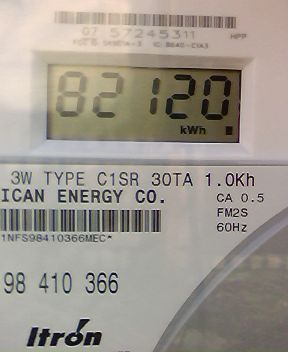 07 57245311
HPP
82120
kWh
3W TYPE C1SR 30TA 1.0Kh
ICAN ENERGY CO.
CA 0.5
FM2S
60Hz
1NFS98410366MEC*
98 410 366
Itron